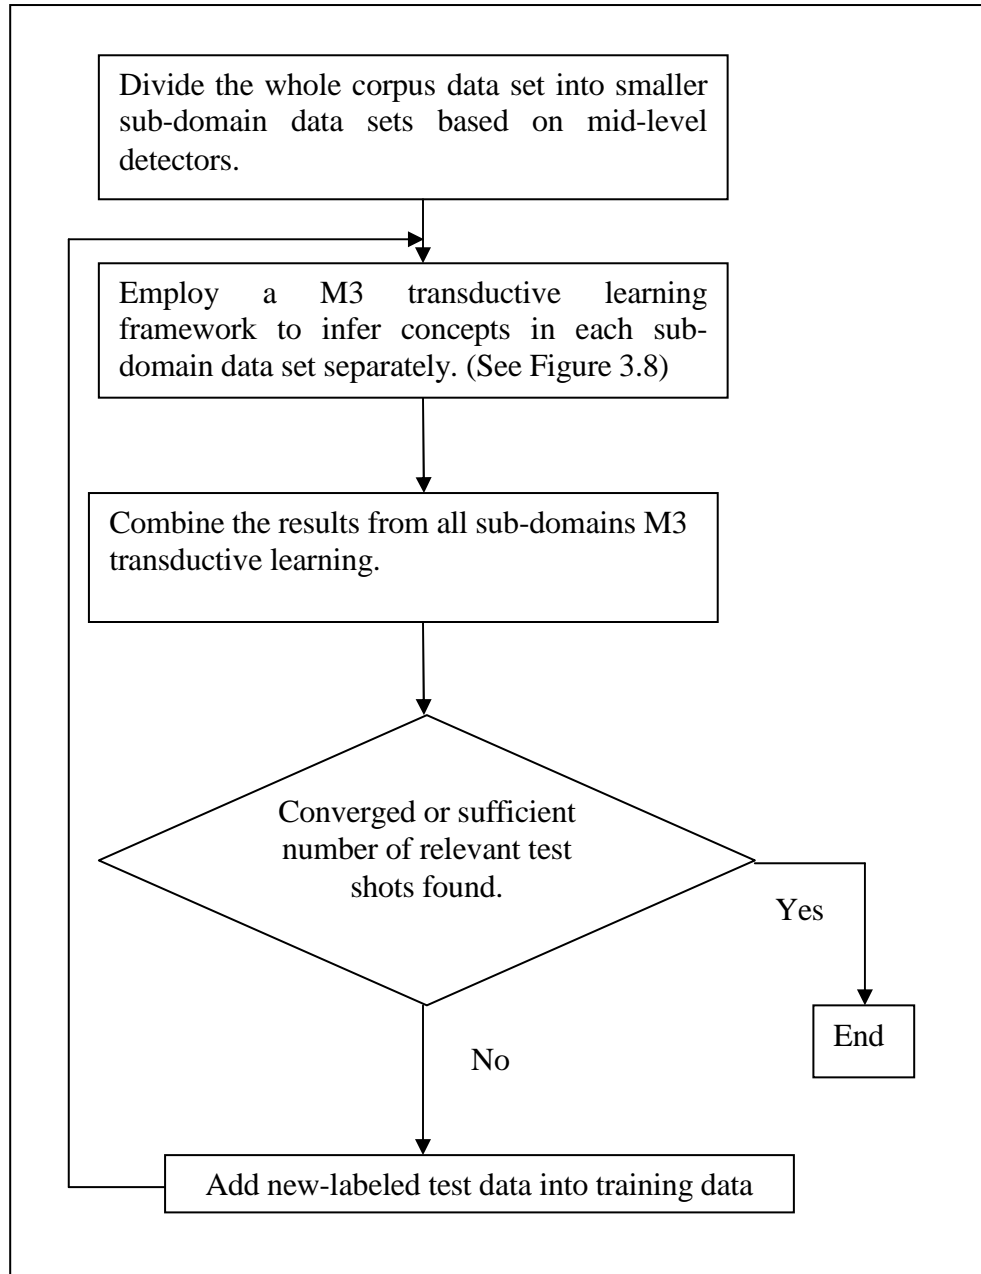 Divide the whole corpus data set into smaller
sub-domain data sets based on mid-level
detectors.
Employ a M3 transductive learning
framework to infer concepts in each sub-
domain data set separately. (See Figure 3.8)
Combine the results from all sub-domains M3
transductive learning.
Converged or sufficient
number of relevant test
shots found.
Yes
End
No
Add new-labeled test data into training data